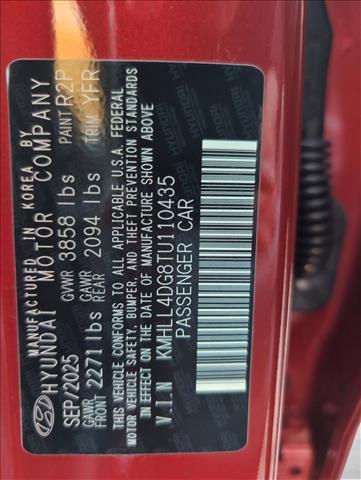 MANUFACTURED IN KOREA BY
HYUNDAI MOTOR COMPANY
SEP/2025 GVWR 3858 lbs PAINT R2P
GAWR FRONT 2271 lbs GAWR REAR 2094 lbs TRIM YFR
THIS VEHICLE CONFORMS TO ALL APPLICABLE U.S.A. FEDERAL
MOTOR VEHICLE SAFETY, BUMPER, AND THEFT PREVENTION STANDARDS
IN EFFECT ON THE DATE OF MANUFACTURE SHOWN ABOVE
V.I.N KMHLL4DG8TU110435
PASSENGER CAR